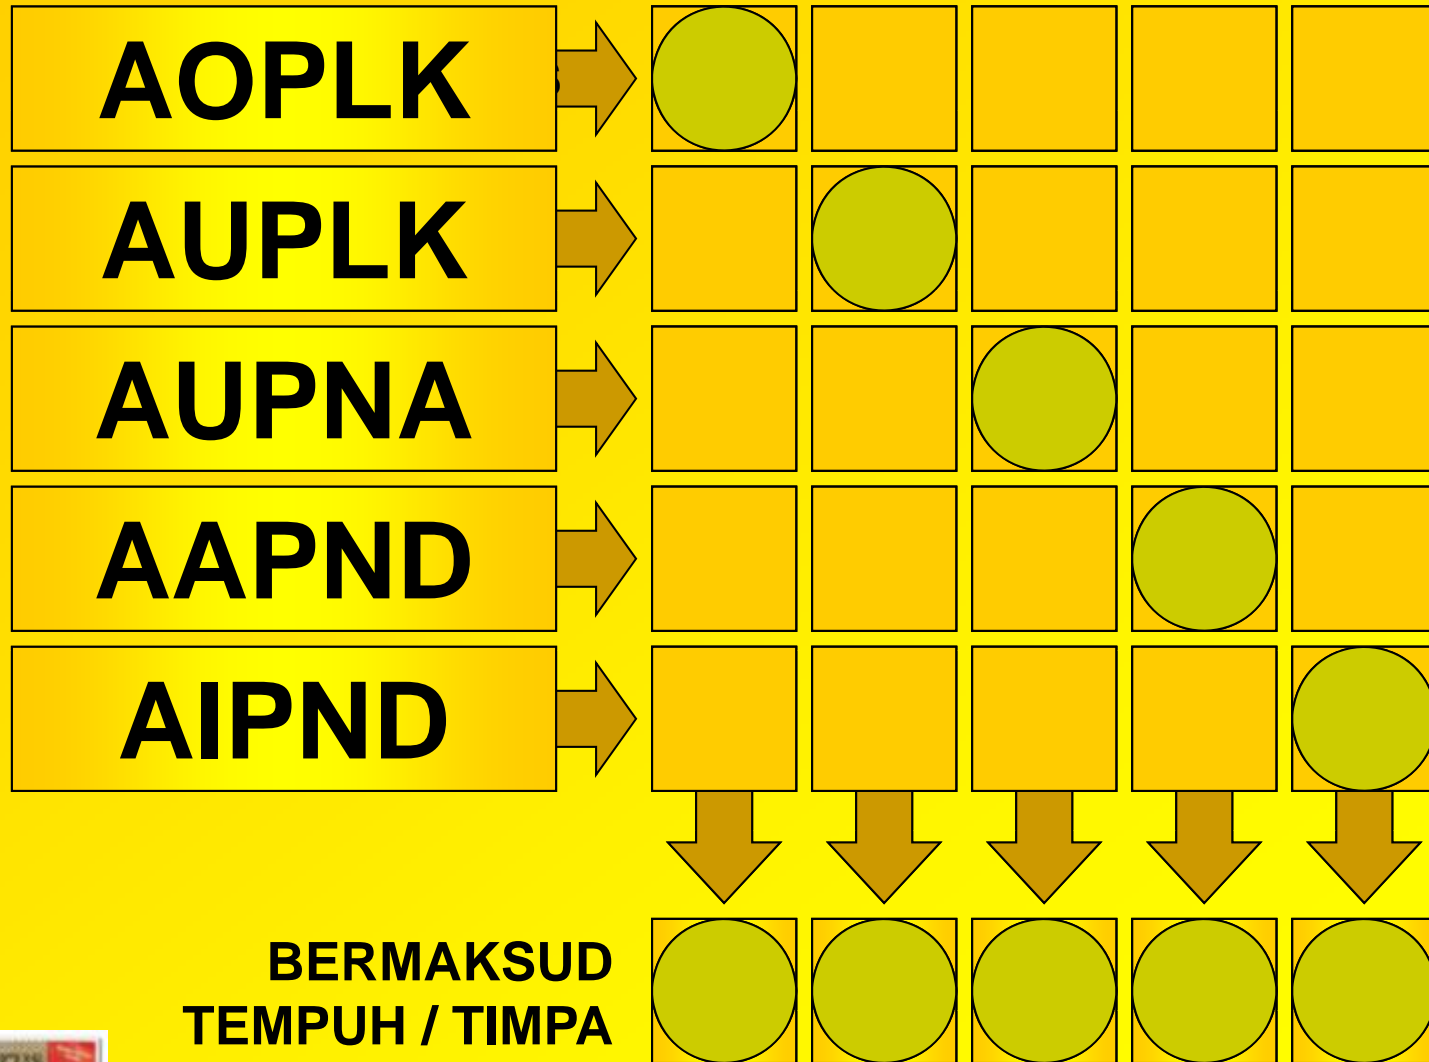 AOPLK
AUPLK
AUPNA
AAPND
AIPND
BERMAKSUD
TEMPUH / TIMPA